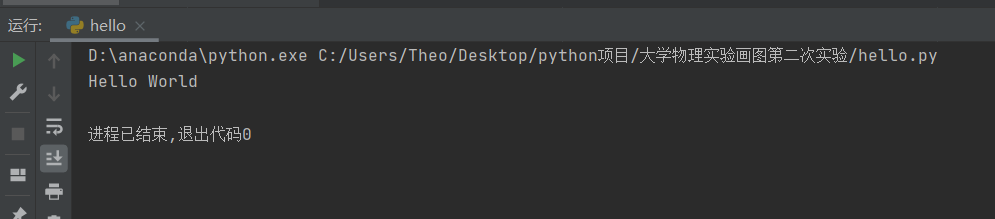 运行: hello
D:\anaconda\python.exe C:/Users/Theo/Desktop/python项目/大学物理实验画图第二次实验/hello.py
Hello World
进程已结束,退出代码0